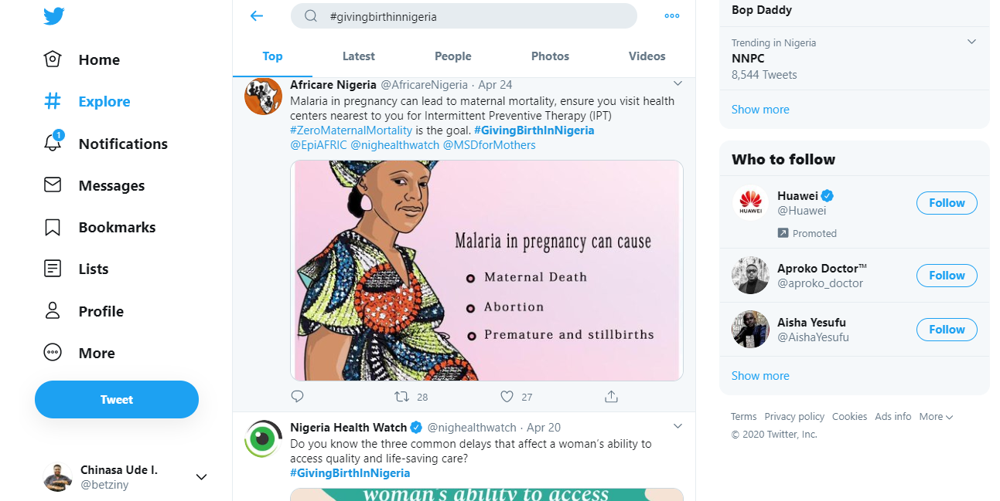 Home
Explore
1
Notifications
Messages
Bookmarks
Lists
Profile
More
Tweet
Chinasa Ude I.
@betziny
#givingbirthinnigeria
Top Latest People Photos Videos
Africare Nigeria @AfricareNigeria · Apr 24
Malaria in pregnancy can lead to maternal mortality, ensure you visit health
centers nearest to you for Intermittent Preventive Therapy (IPT)
#ZeroMaternalMortality is the goal. #GivingBirthInNigeria
@EpiAFRIC @nighealthwatch @MSDforMothers
Malaria in pregnancy can cause
Maternal Death
Abortion
Premature and stillbirths
28 27
Nigeria Health Watch @nighealthwatch · Apr 20
Do you know the three common delays that affect a woman's ability to
access quality and life-saving care?
#GivingBirthInNigeria
woman's ability to access
Bop Daddy
Trending in Nigeria
NNPC
8,544 Tweets
Show more
Who to follow
HUAWEI
Huawei
@Huawei
Promoted
Follow
Aproko Doctor™
@aproko_doctor
Follow
Aisha Yesufu
@AishaYesufu
Follow
Show more
Terms Privacy policy Cookies Ads info More
© 2020 Twitter, Inc.